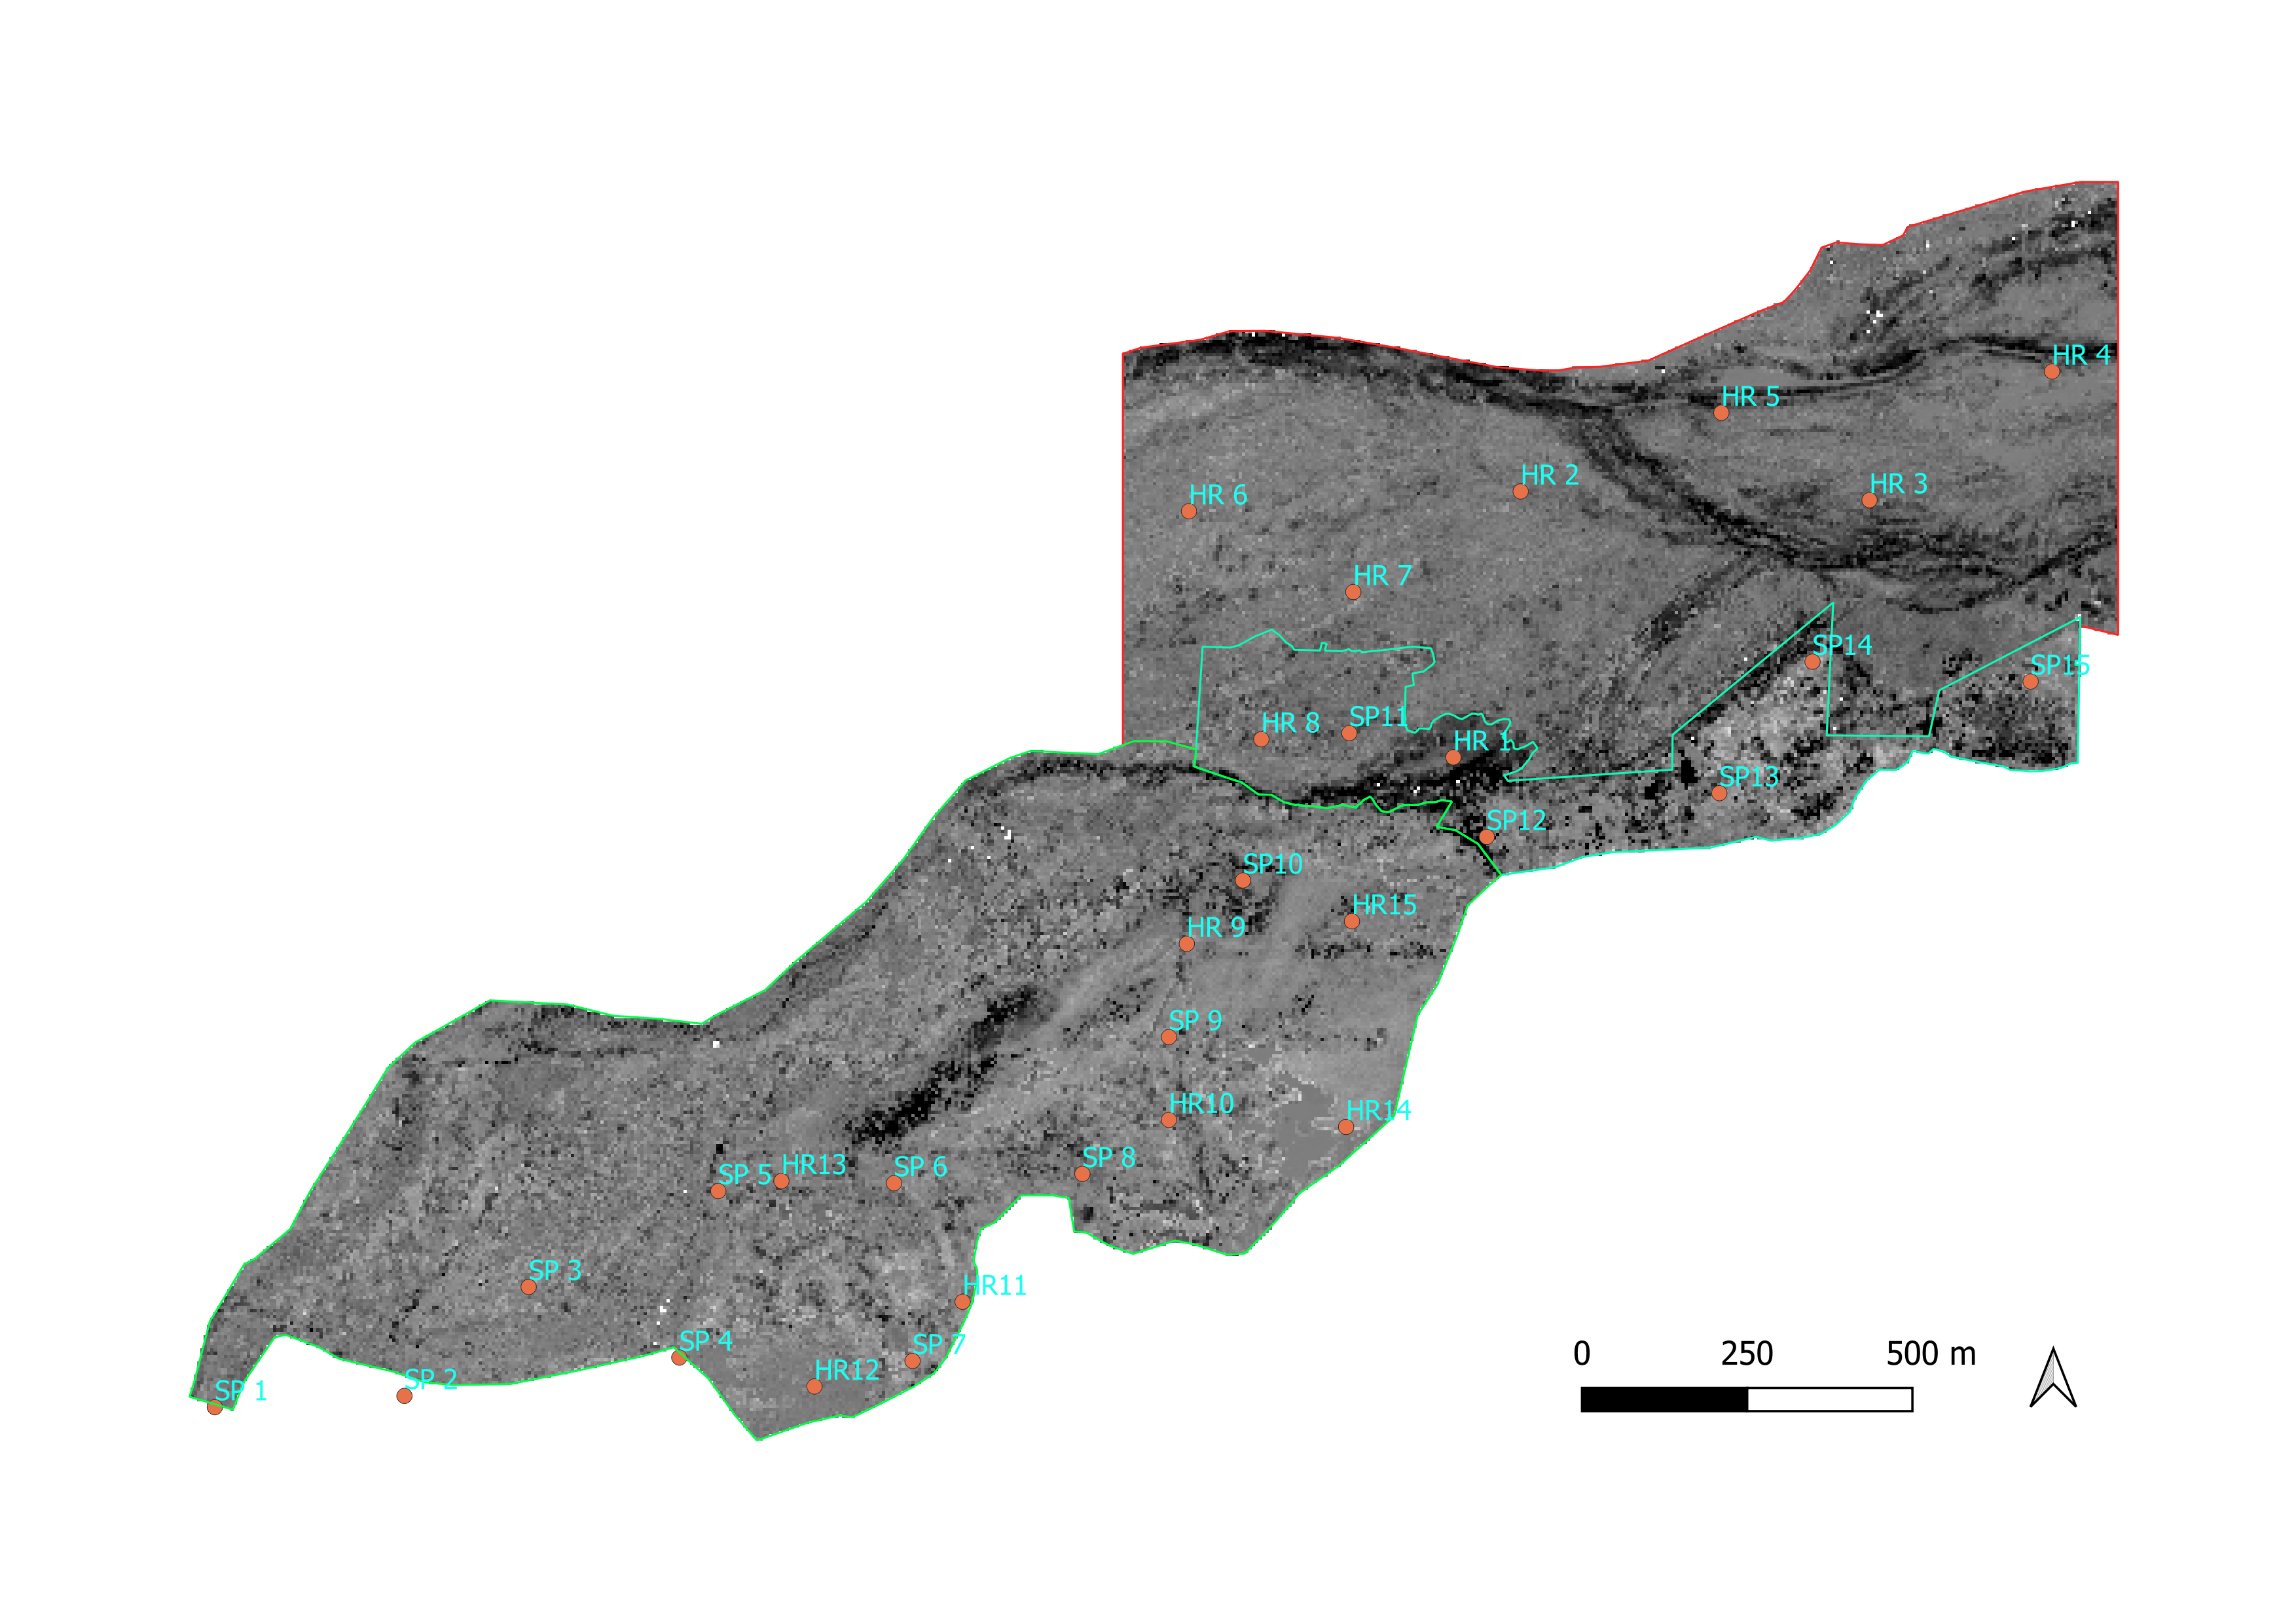 HR 4
HR 5
HR 2
HR 3
HR 6
HR 7
SP14
SP15
SP11
HR 8
HR 1
SP13
SP12
SP10
HR15
HR 9
SP 9
HR10
HR14
SP 8
HR13
SP 6
SP 5
SP 3
HR11
SP 4
SP 7
HR12
SP 2
SP 1
0 250 500 m